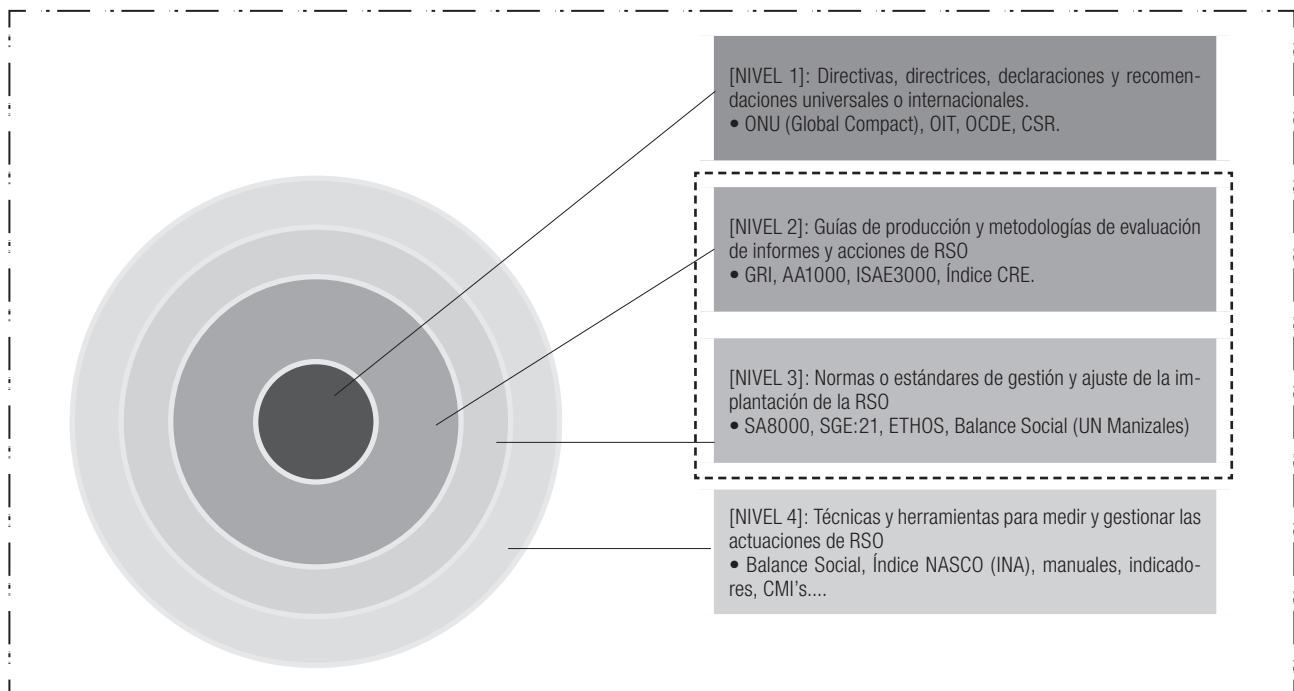 [NIVEL 1]: Directivas, directrices, declaraciones y recomen-
daciones universales o internacionales.
• ONU (Global Compact), OIT, OCDE, CSR.
[NIVEL 2]: Guías de producción y metodologías de evaluación
de informes y acciones de RSO
• GRI, AA1000, ISAE3000, Índice CRE.
[NIVEL 3]: Normas o estándares de gestión y ajuste de la im-
plantación de la RSO
• SA8000, SGE:21, ETHOS, Balance Social (UN Manizales)
[NIVEL 4]: Técnicas y herramientas para medir y gestionar las
actuaciones de RSO
• Balance Social, Índice NASCO (INA), manuales, indicado-
res, CMI's....